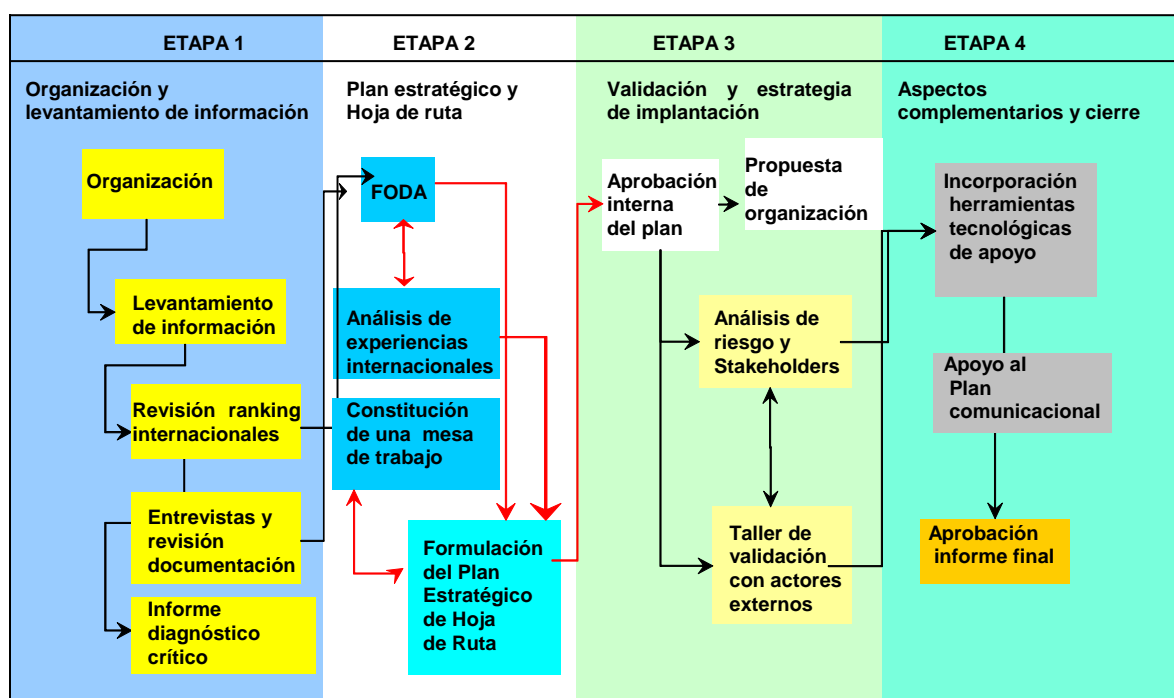 ETAPA 1
ETAPA 2
ETAPA 3
ETAPA 4
Organización y
levantamiento de información
Plan estratégico y
Hoja de ruta
Validación y estrategia
de implantación
Aspectos
complementarios y cierre
Organización
Levantamiento
de información
Revisión ranking
internacionales
Entrevistas y
revisión
documentación
Informe
diagnóstico
crítico
FODA
Análisis de
experiencias
internacionales
Constitución
de una mesa
de trabajo
Formulación
del Plan
Estratégico
de Hoja
de Ruta
Aprobación
interna
del plan
Propuesta
de
organización
Análisis de
riesgo y
Stakeholders
Taller de
validación
con actores
externos
Incorporación
herramientas
tecnológicas
de apoyo
Apoyo al
Plan
comunicacional
Aprobación
informe final